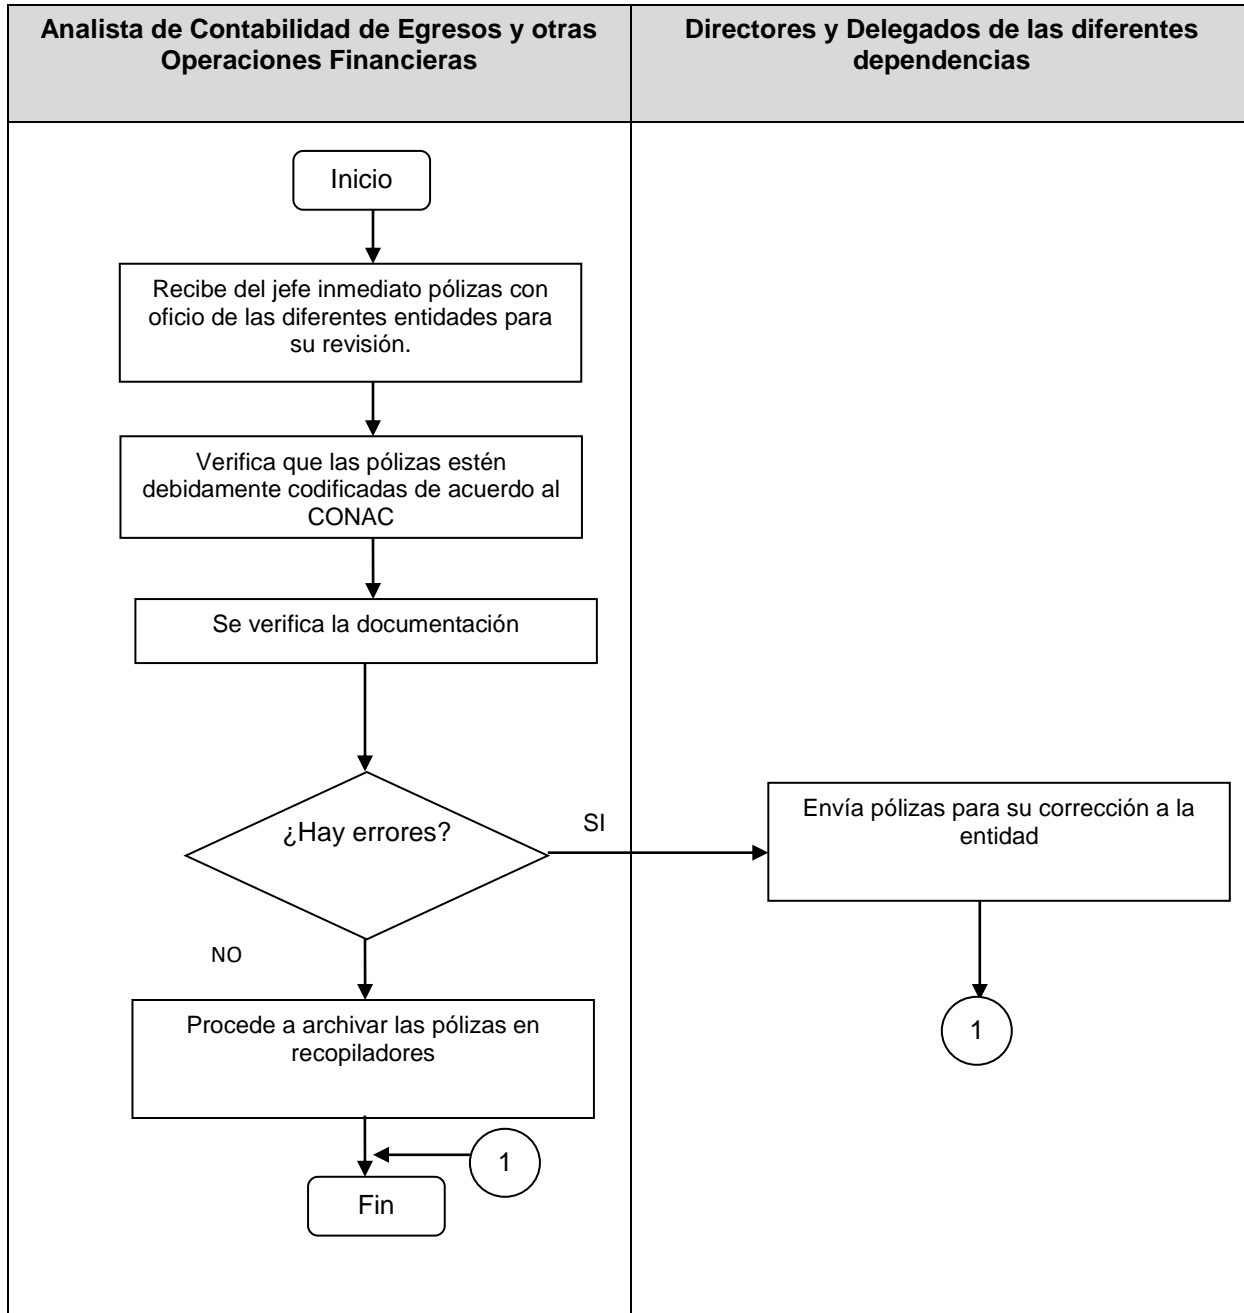 Analista de Contabilidad de Egresos y otras
Operaciones Financieras
Directores y Delegados de las diferentes
dependencias
Inicio
Recibe del jefe inmediato pólizas con
oficio de las diferentes entidades para
su revisión.
Verifica que las pólizas estén
debidamente codificadas de acuerdo al
CONAC
Se verifica la documentación
¿Hay errores?
SI
Envía pólizas para su corrección a la
entidad
NO
Procede a archivar las pólizas en
recopiladores
1
1
Fin